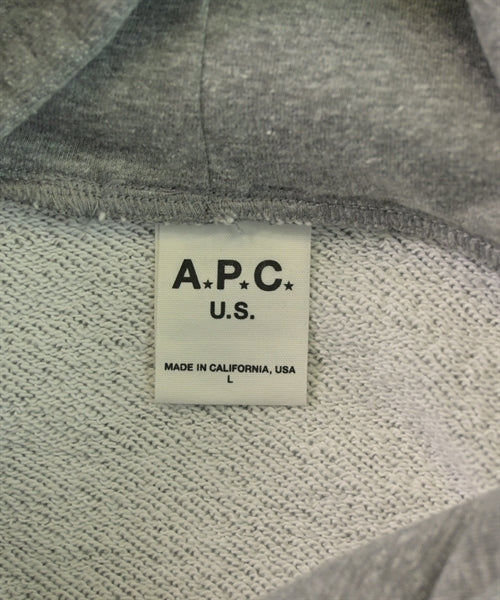 A★P★C★
U.S.
MADE IN CALIFORNIA, USA
L